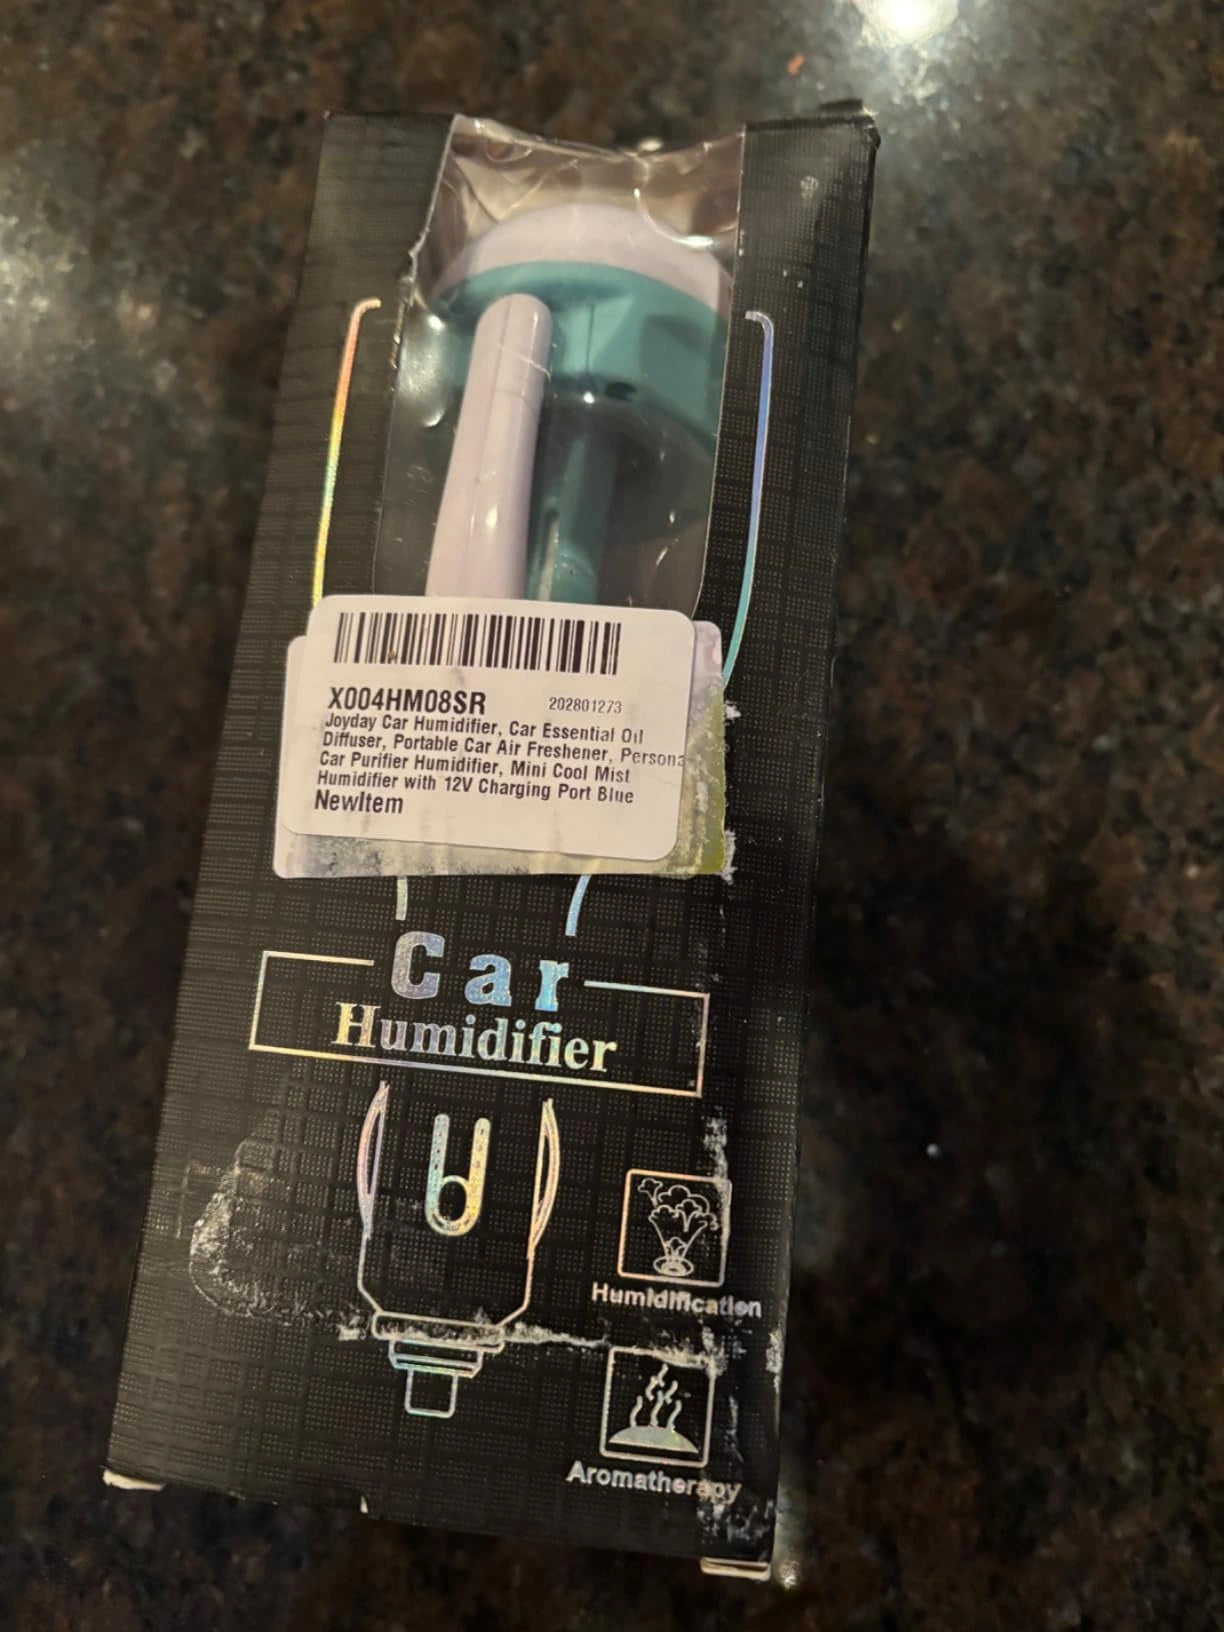 X004HM08SR 202801273
Joyday Car Humidifier, Car Essential Oil
Diffuser, Portable Car Air Freshener, Persona
Car Purifier Humidifier, Mini Cool Mist
Humidifier with 12V Charging Port Blue
NewItem
Car
Humidifier
Humidification
Aromatherapy